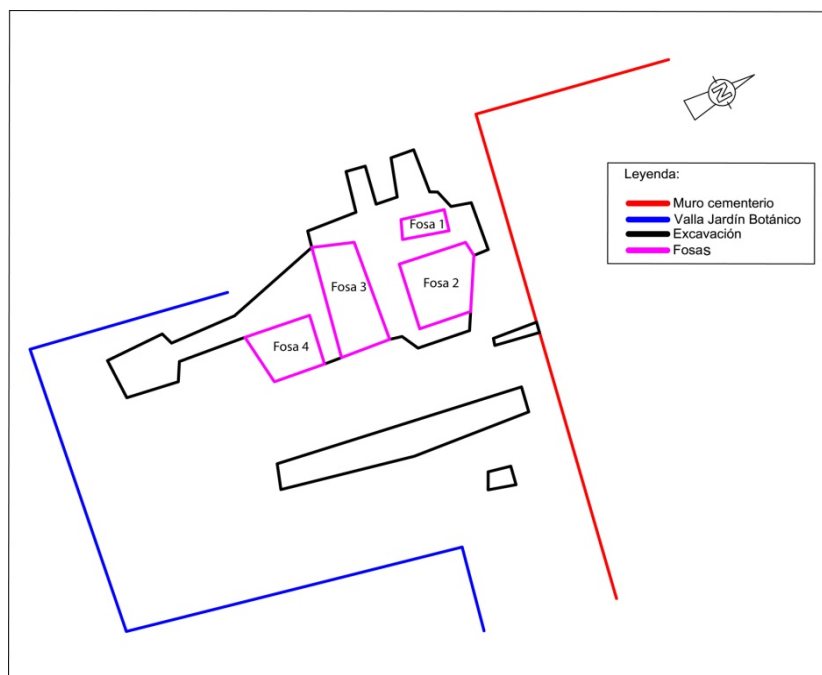 N
Leyenda:
Muro cementerio
Valla Jardín Botánico
Excavación
Fosas
Fosa 1
Fosa 2
Fosa 3
Fosa 4